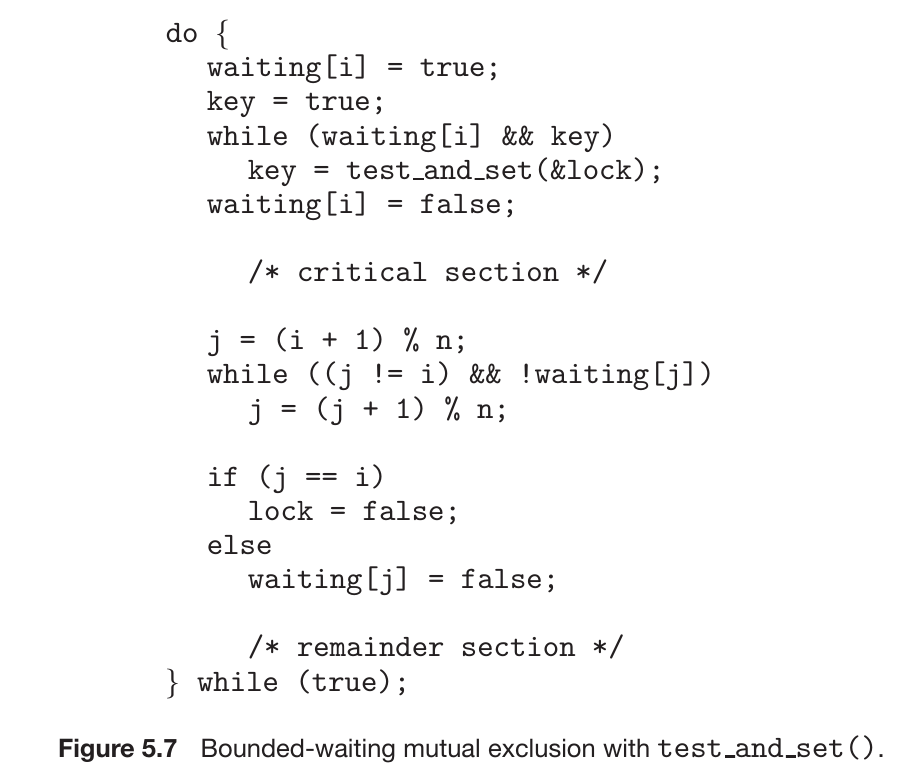 do {
waiting[i] = true;
key = true;
while (waiting[i] && key)
key = test_and_set(&lock);
waiting[i] = false;
/* critical section */
j = (i + 1) % n;
while ((j != i) && !waiting[j])
j = (j + 1) % n;
if (j == i)
lock = false;
else
waiting[j] = false;
/* remainder section */
} while (true);
Figure 5.7 Bounded-waiting mutual exclusion with test_and_set().